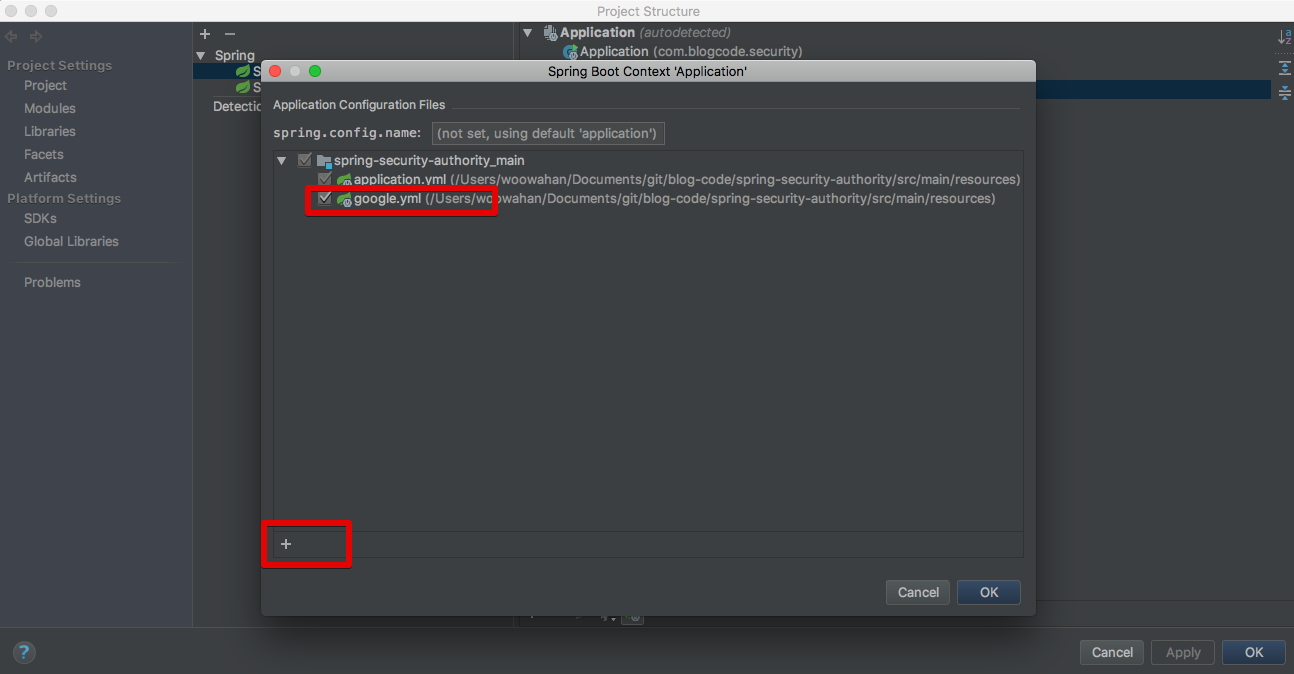 Project Structure
Project Settings
Project
Modules
Libraries
Facets
Artifacts
Platform Settings
SDKs
Global Libraries
Problems
Spring
S
S
Detectio
Application (autodetected)
Application (com.blogcode.security)
Spring Boot Context 'Application'
Application Configuration Files
spring.config.name: (not set, using default 'application')
spring-security-authority_main
application.yml (/Users/woowahan/Documents/git/blog-code/spring-security-authority/src/main/resources)
google.yml (/Users/woowahan/Documents/git/blog-code/spring-security-authority/src/main/resources)
Cancel OK
? Cancel Apply OK